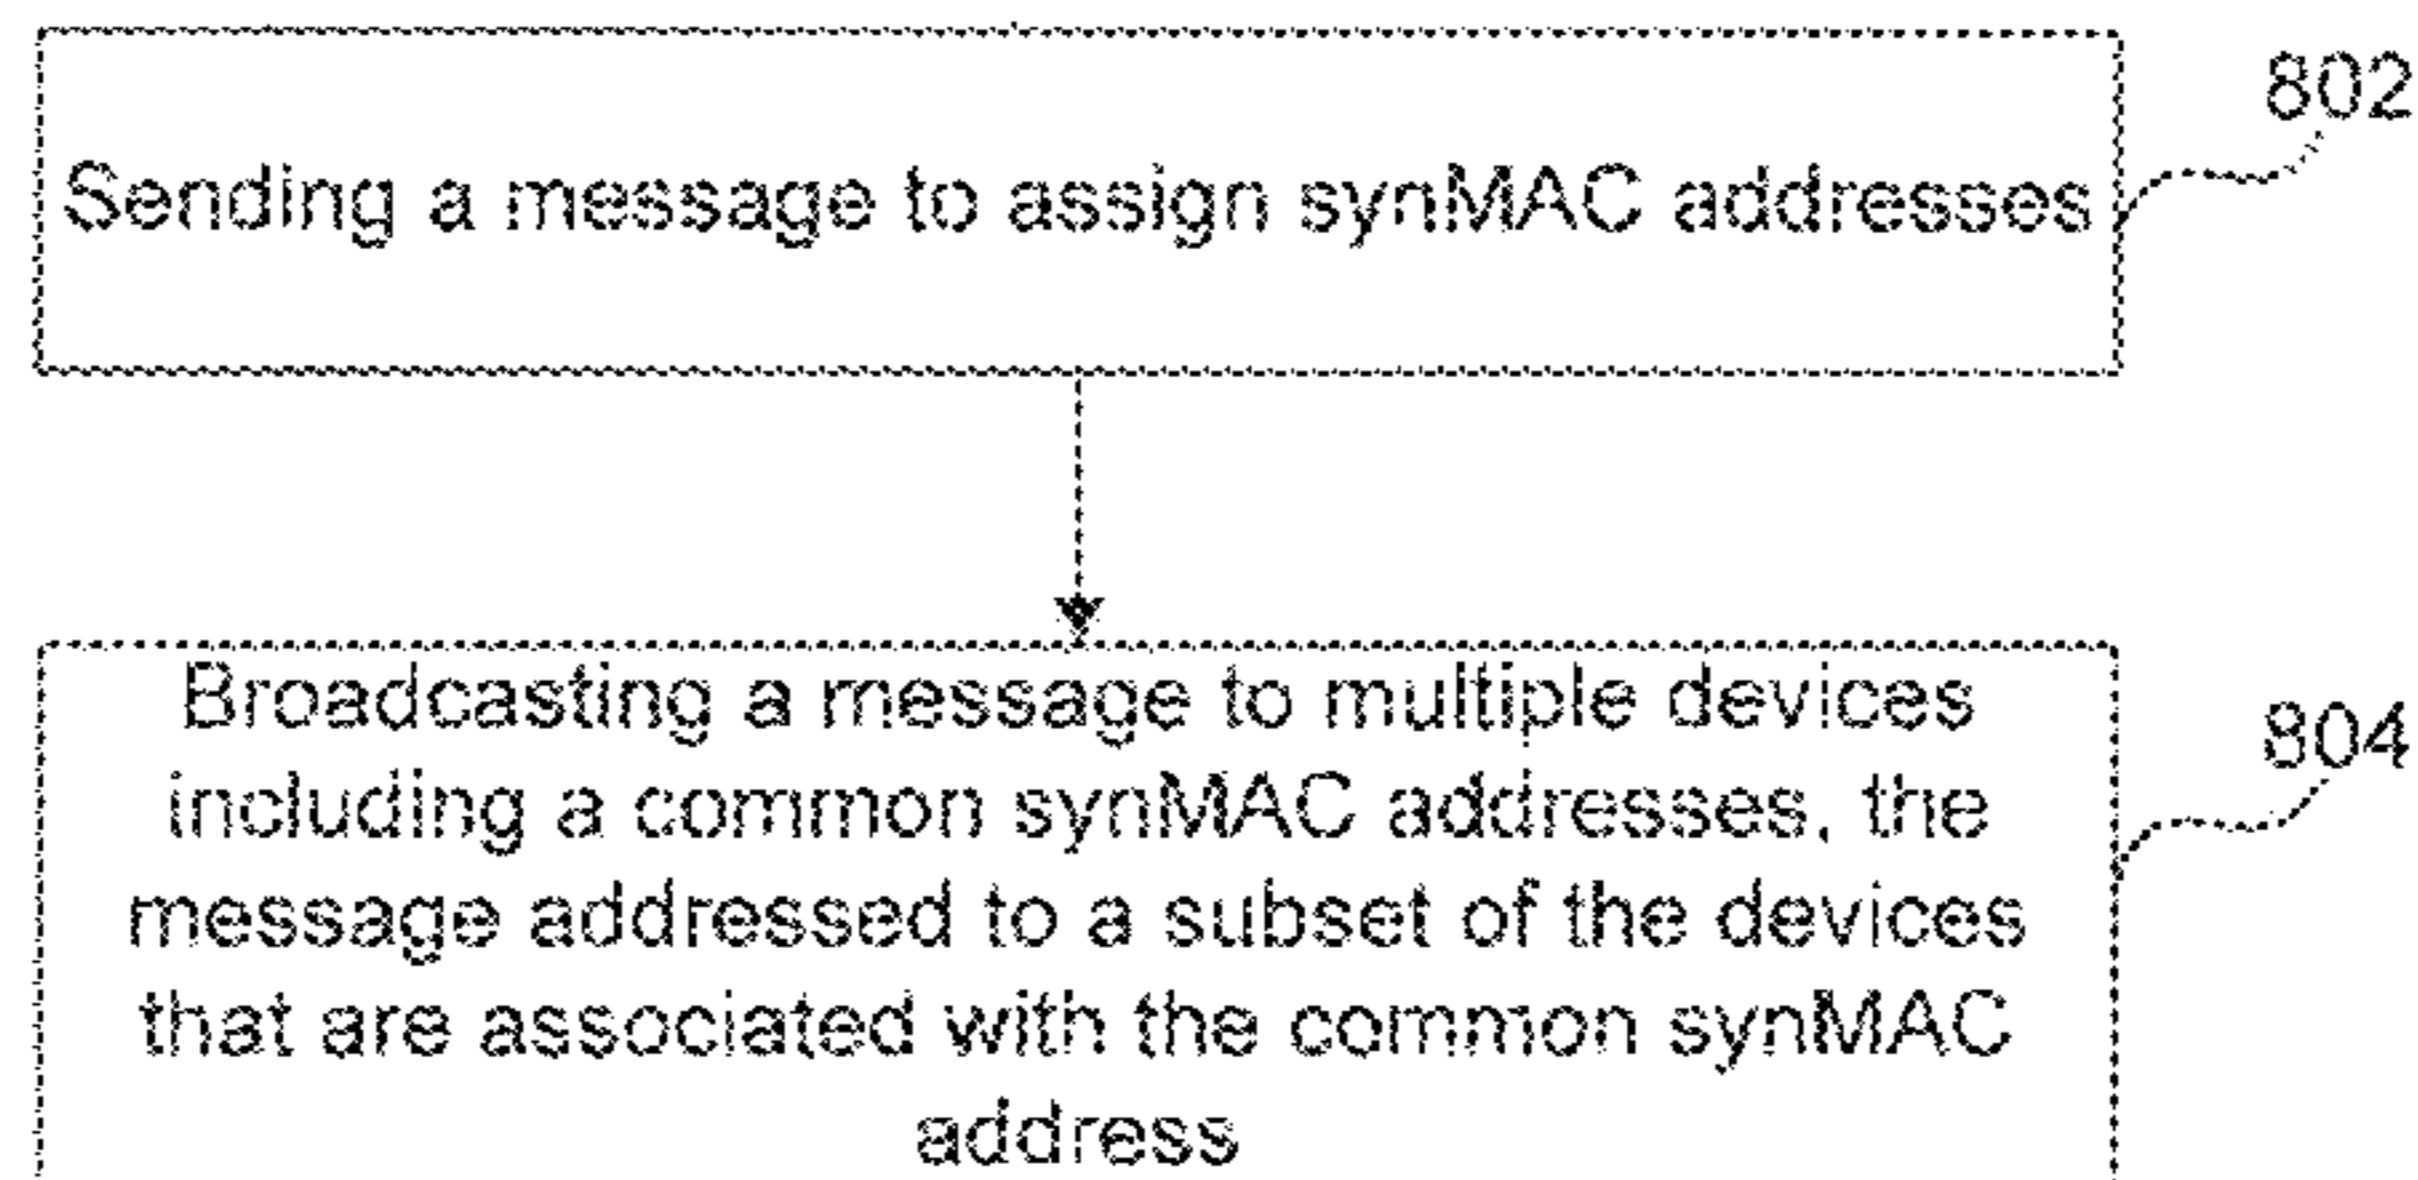 802
Sending a message to assign synMAC addresses
Broadcasting a message to multiple devices
804
including a common synMAC addresses, the
message addressed to a subset of the devices
that are associated with the common synMAC
address